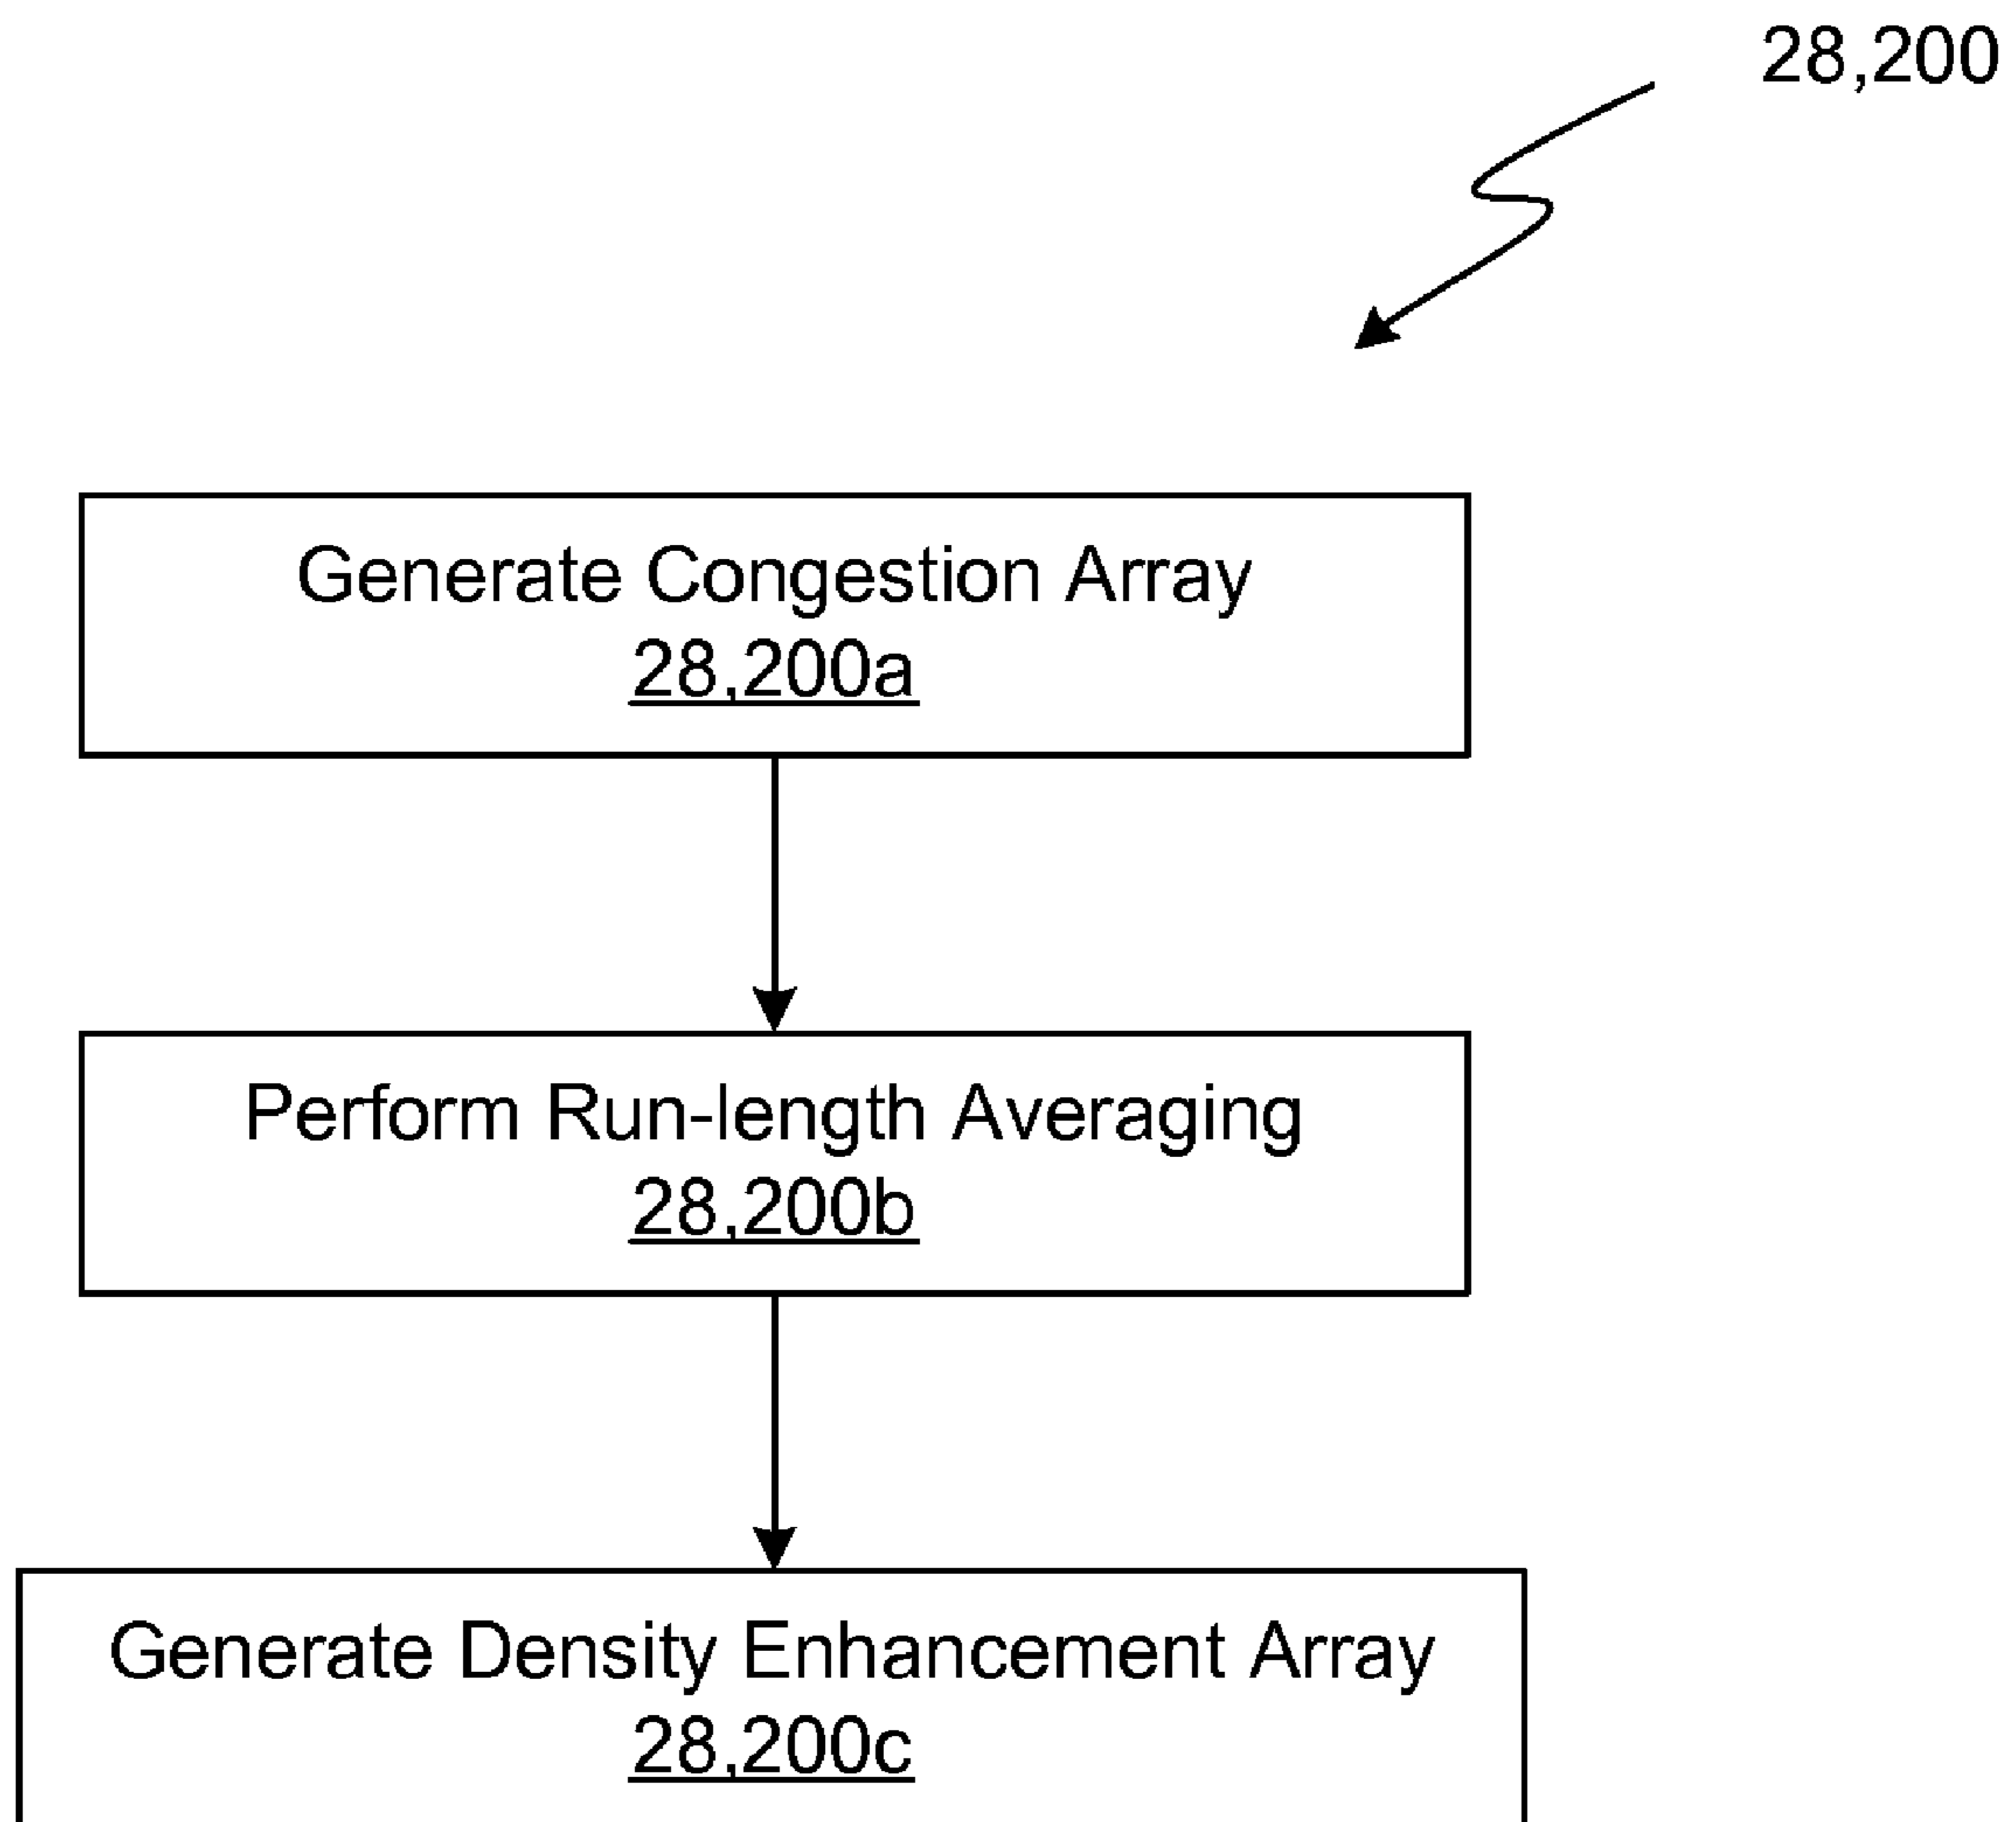 28,200
Generate Congestion Array
28,200a
Perform Run-length Averaging
28,200b
Generate Density Enhancement Array
28,200c